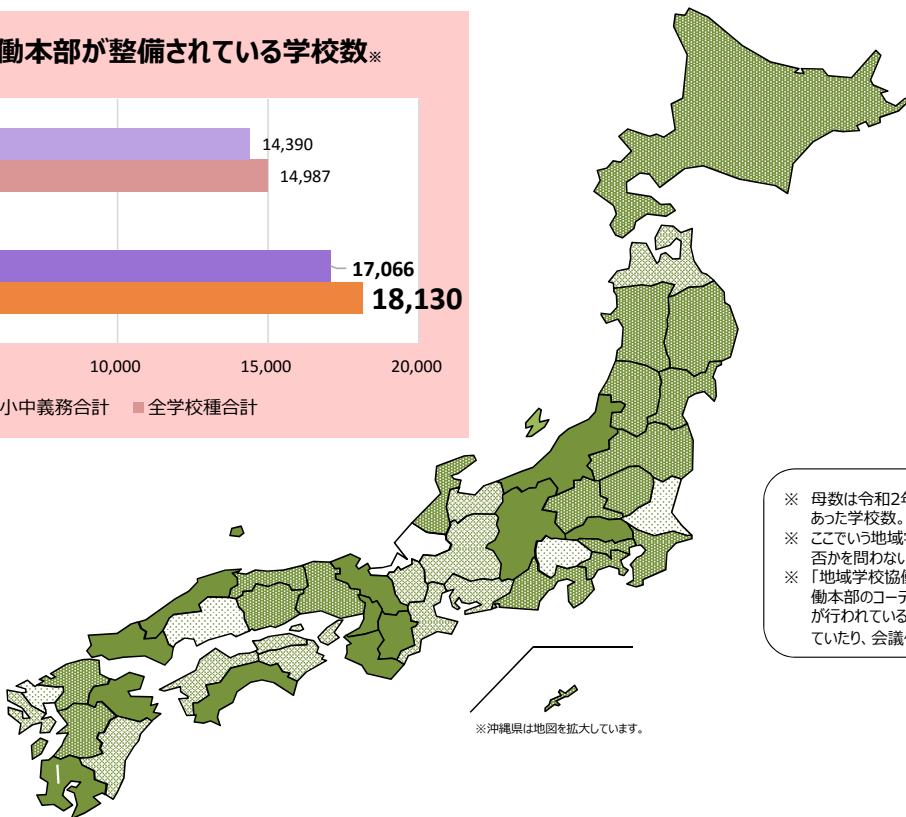 働本部が整備されている学校数※
14,390
14,987
17,066
18,130
10,000 15,000 20,000
小中義務合計 ■全学校種合計
※ 母数は令和2年
あった学校数。
※ ここでいう地域学
否かを問わない
※ 「地域学校協働
働本部のコーデ
が行われている
ていたり、会議
※沖縄県は地図を拡大しています。